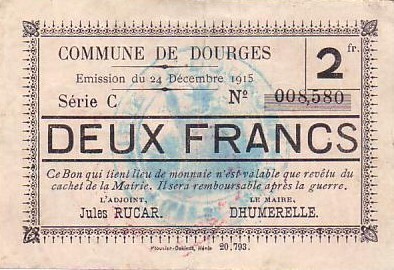 COMMUNE DE DOURGES
2 fr.
Emission du 24 Décembre 1915
Série C Nº 008,580
DEUX FRANCS
Ce Bon qui tient lieu de monnaie n'est valable que revêtu du
cachet de la Mairie. Il sera remboursable après la guerre.
L'ADJOINT, LE MAIRE,
Jules RUCAR. DHUMERELLE.
20.793.